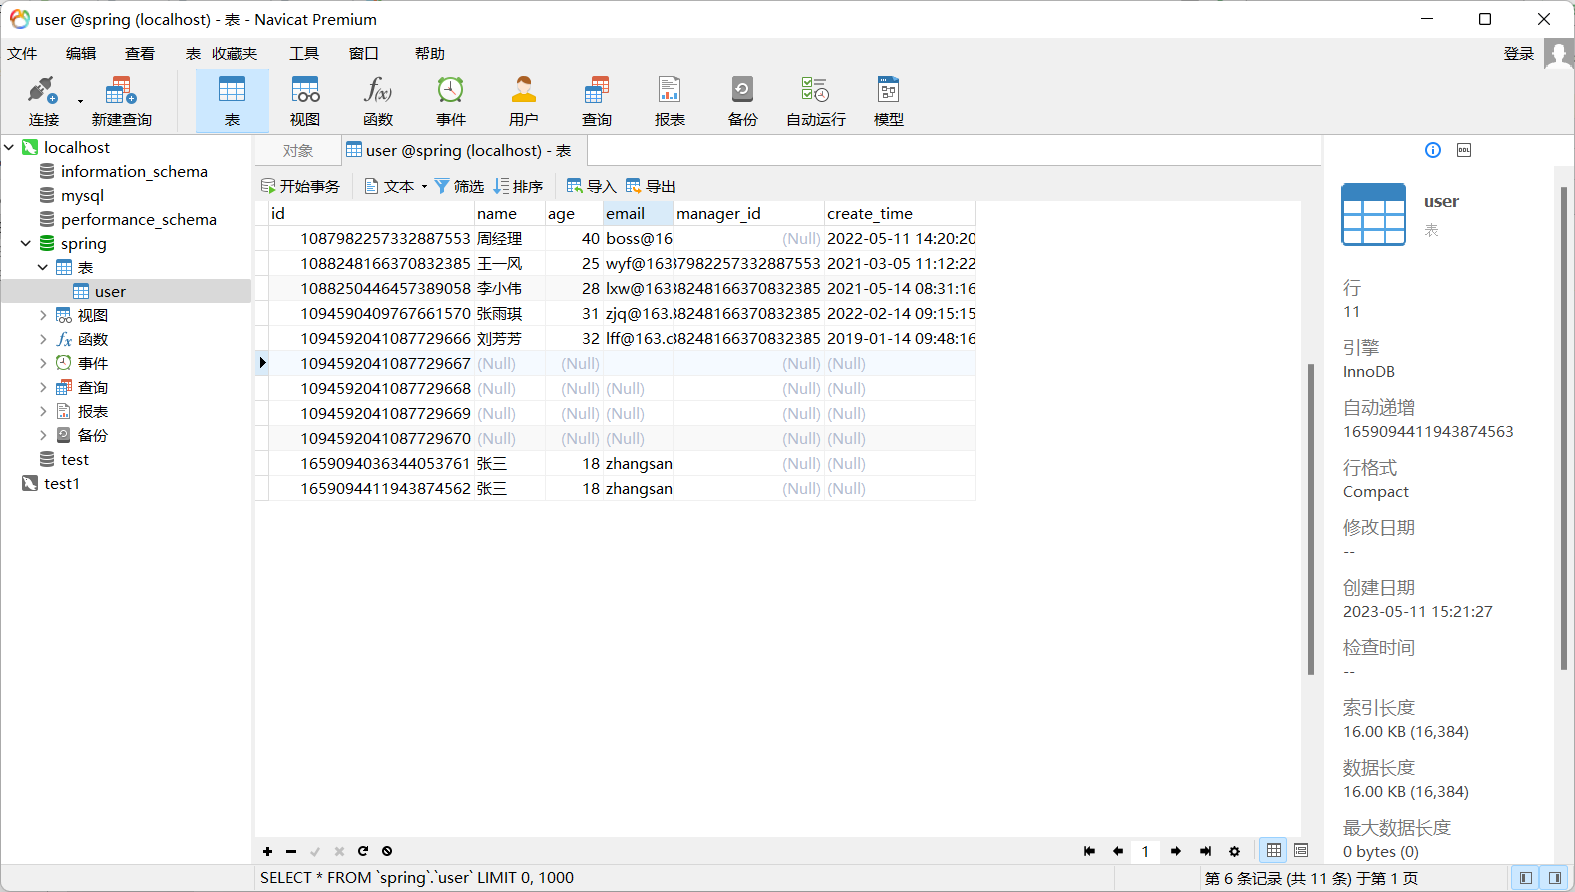 user @spring (localhost) - 表 - Navicat Premium
文件 编辑 查看 表 收藏夹 工具 窗口 帮助 登录
连接 新建查询 表 视图 函数 事件 用户 查询 报表 备份 自动运行 模型
localhost
information_schema
mysql
performance_schema
spring
表
user
视图
函数
事件
查询
报表
备份
test
test1
对象 user @spring (localhost) - 表
开始事务 文本 筛选 排序 导入 导出
id name age email manager_id create_time
1087982257332887553 周经理 40 boss@16 (Null) 2022-05-11 14:20:20
1088248166370832385 王一风 25 wyf@163 37982257332887553 2021-03-05 11:12:22
1088250446457389058 李小伟 28 lxw@163 38248166370832385 2021-05-14 08:31:16
1094590409767661570 张雨琪 31 zjq@163. 38248166370832385 2022-02-14 09:15:15
1094592041087729666 刘芳芳 32 lff@163.c 38248166370832385 2019-01-14 09:48:16
1094592041087729667 (Null) (Null) (Null) (Null)
1094592041087729668 (Null) (Null) (Null) (Null) (Null)
1094592041087729669 (Null) (Null) (Null) (Null) (Null)
1094592041087729670 (Null) (Null) (Null) (Null) (Null)
1659094036344053761 张三 18 zhangsan (Null) (Null)
1659094411943874562 张三 18 zhangsan (Null) (Null)
1
SELECT * FROM `spring`.`user` LIMIT 0, 1000
第 6 条记录 (共 11 条) 于第 1 页
DDL
user
表
行
11
引擎
InnoDB
自动递增
1659094411943874563
行格式
Compact
修改日期
--
创建日期
2023-05-11 15:21:27
检查时间
--
索引长度
16.00 KB (16,384)
数据长度
16.00 KB (16,384)
最大数据长度
0 bytes (0)